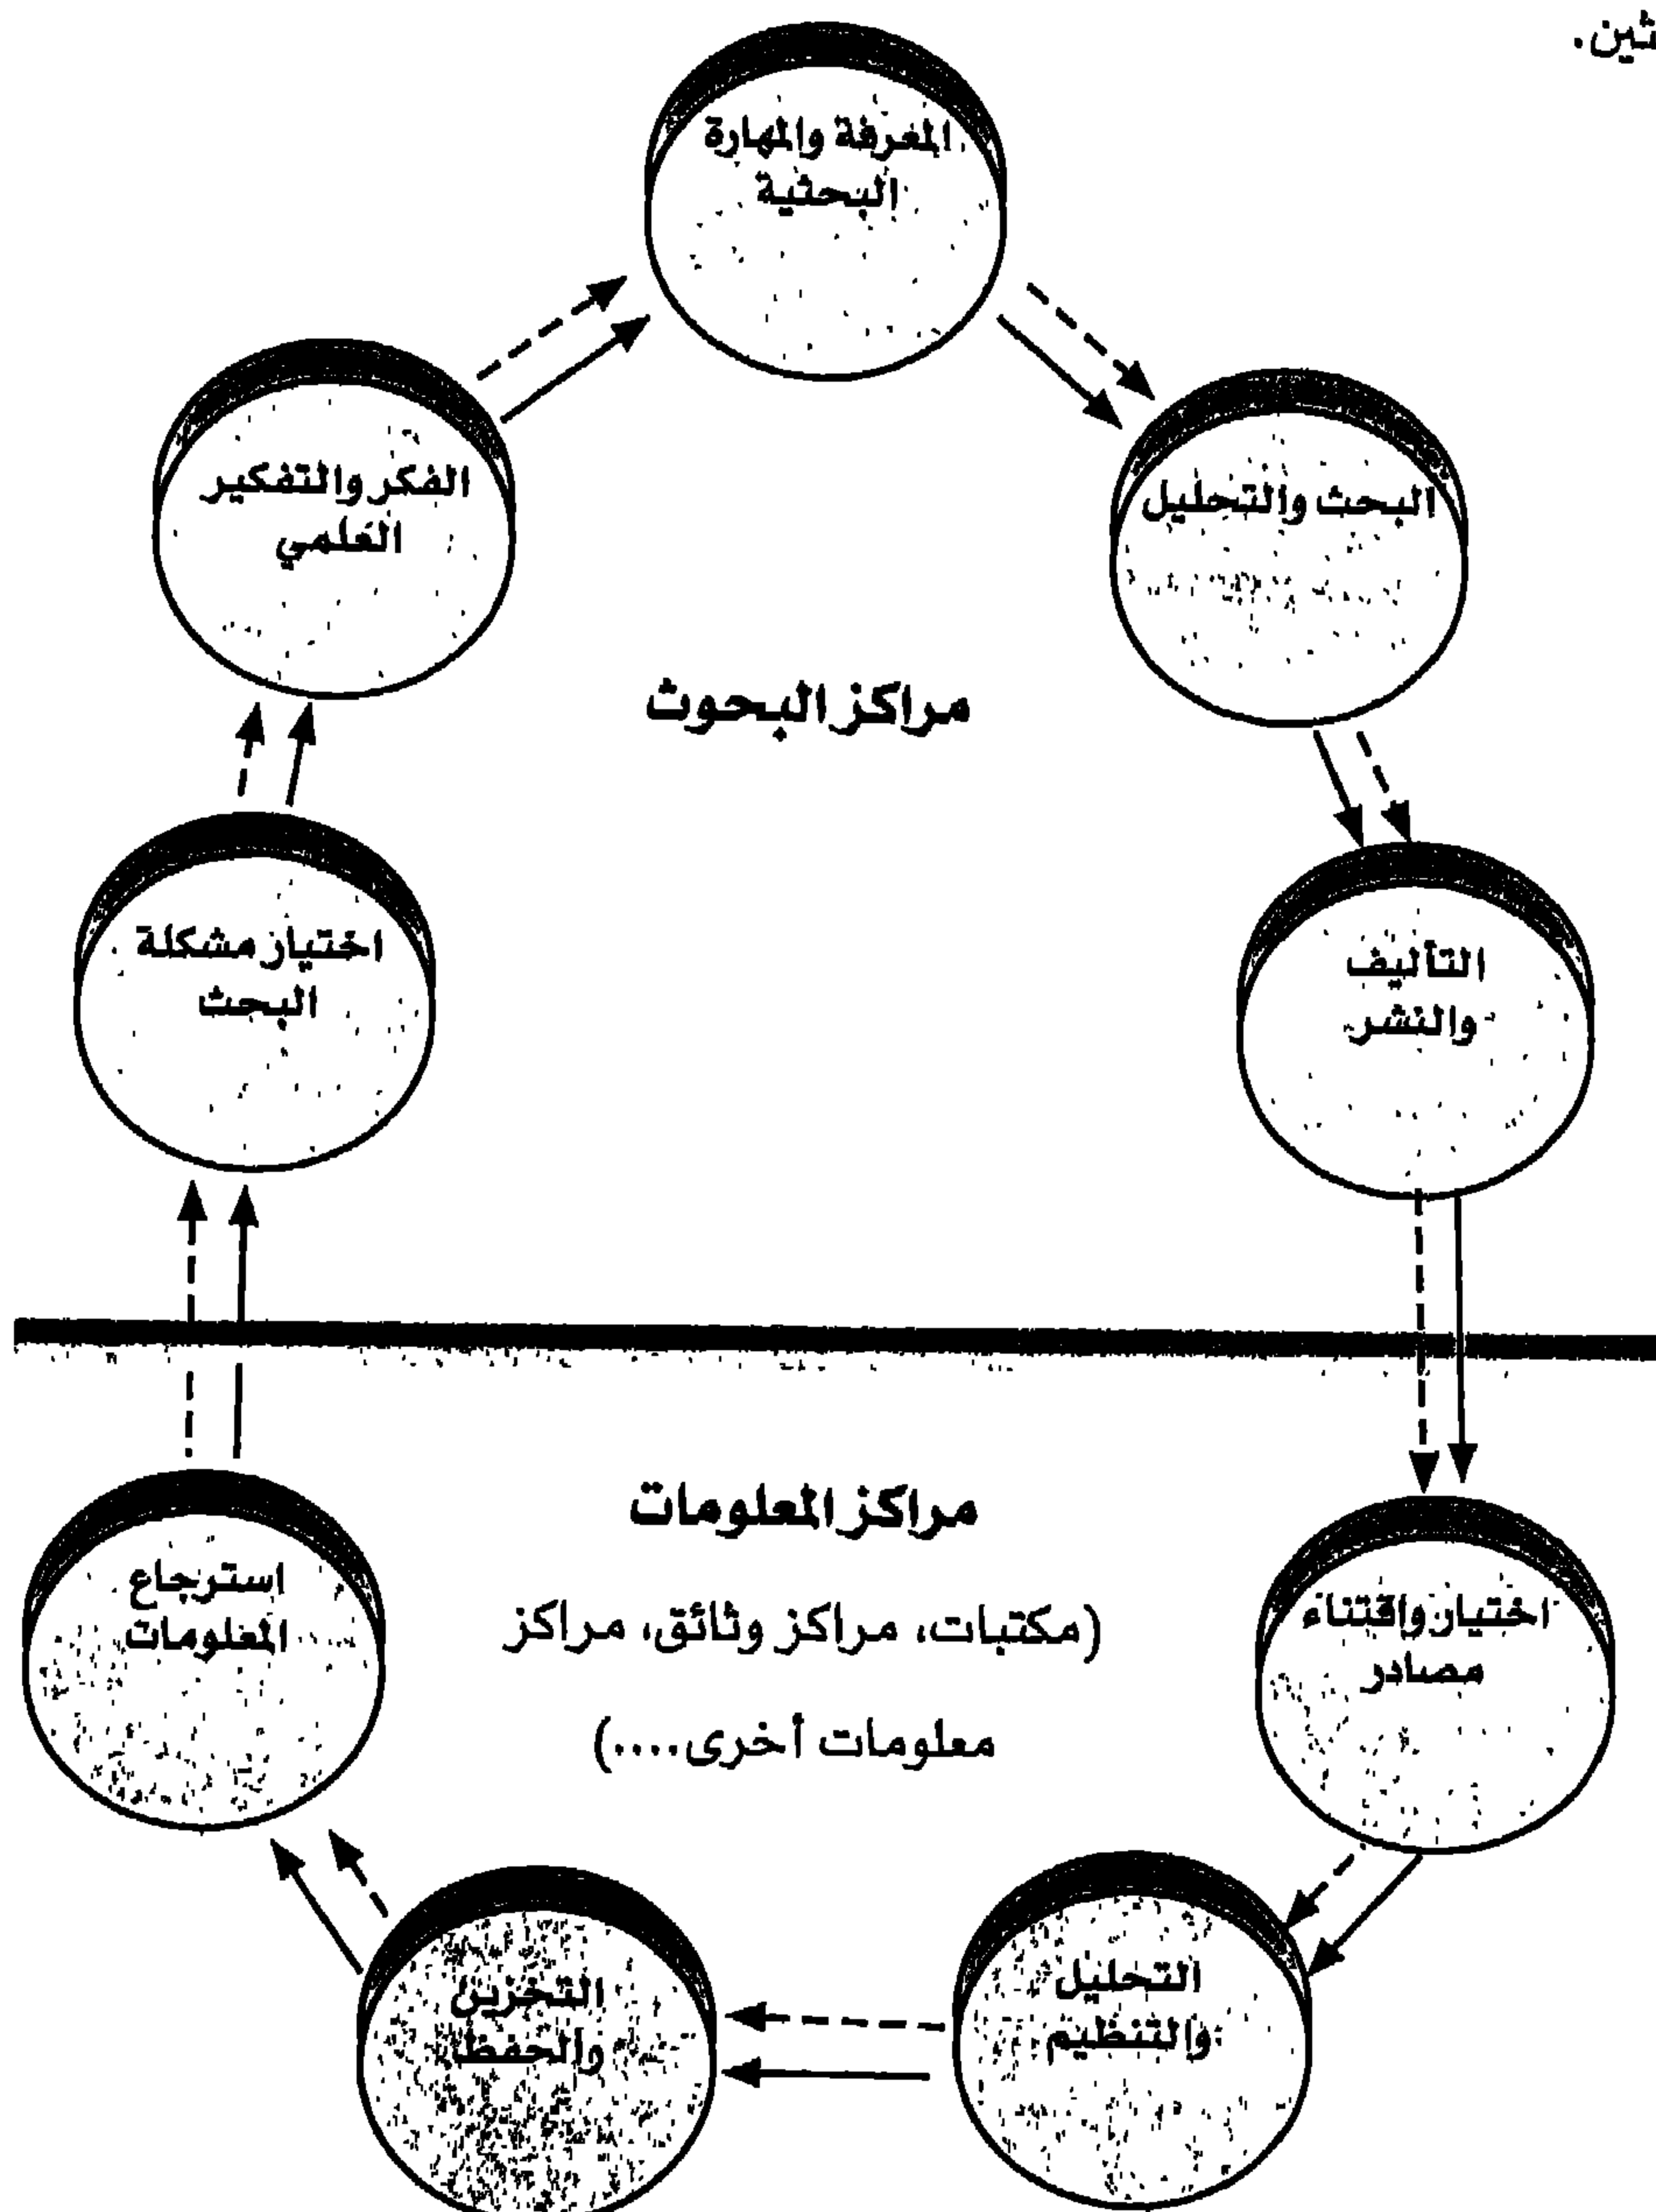 المعرفة والمهارة
البحثية
الفكر والتفكير
العلمي
البحث والتحليل
مراكز البحوث
اختيار مشكلة
البحث
التأليف
والنشر
مراكز المعلومات
(مكتبات، مراكز وثائق، مراكز
معلومات أخرى....)
استرجاع
المعلومات
اختيار واقتناء
مصادر
التحليل
والتنظيم
التخزين
والحفظ